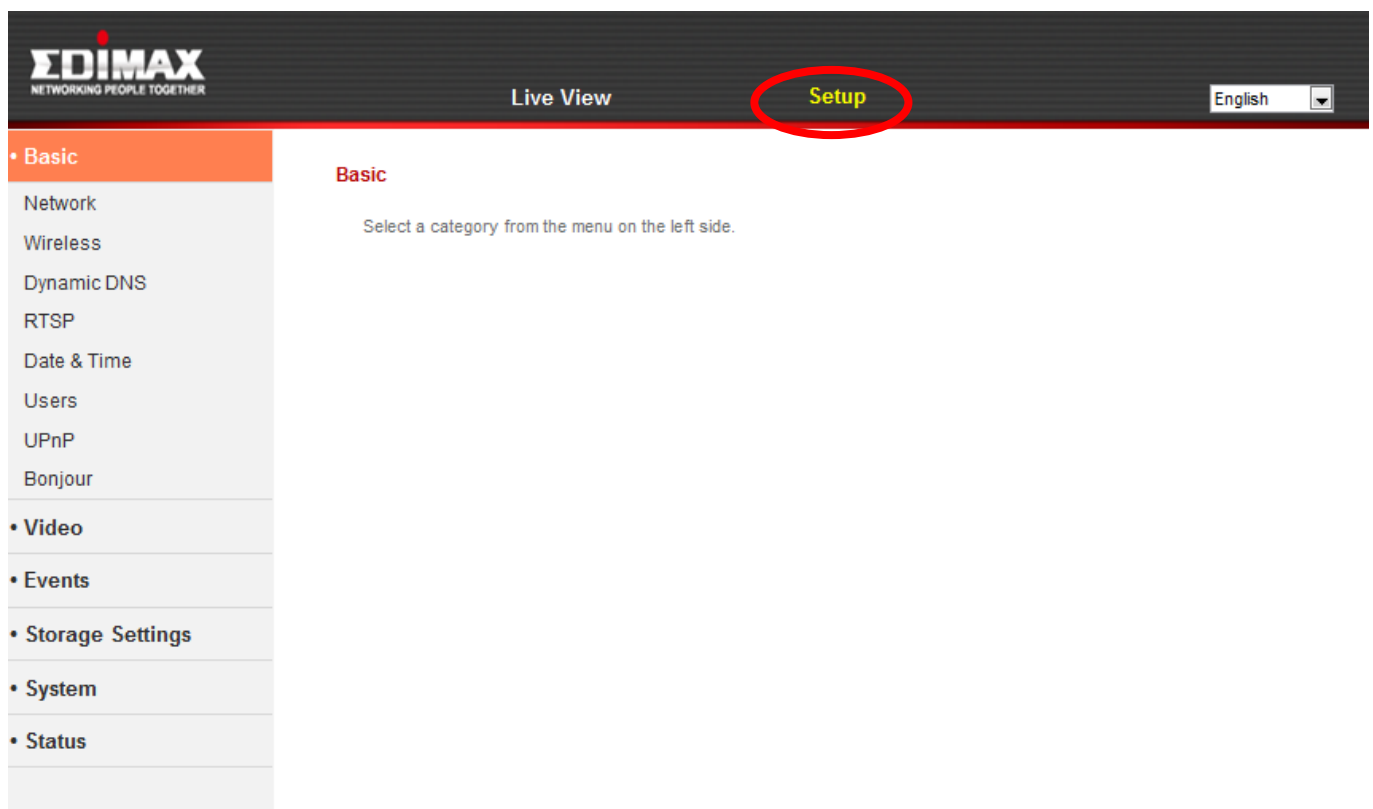 EDIMAX
NETWORKING PEOPLE TOGETHER
Live View
Setup
English
• Basic
Network
Wireless
Dynamic DNS
RTSP
Date & Time
Users
UPnP
Bonjour
• Video
• Events
• Storage Settings
• System
• Status
Basic
Select a category from the menu on the left side.